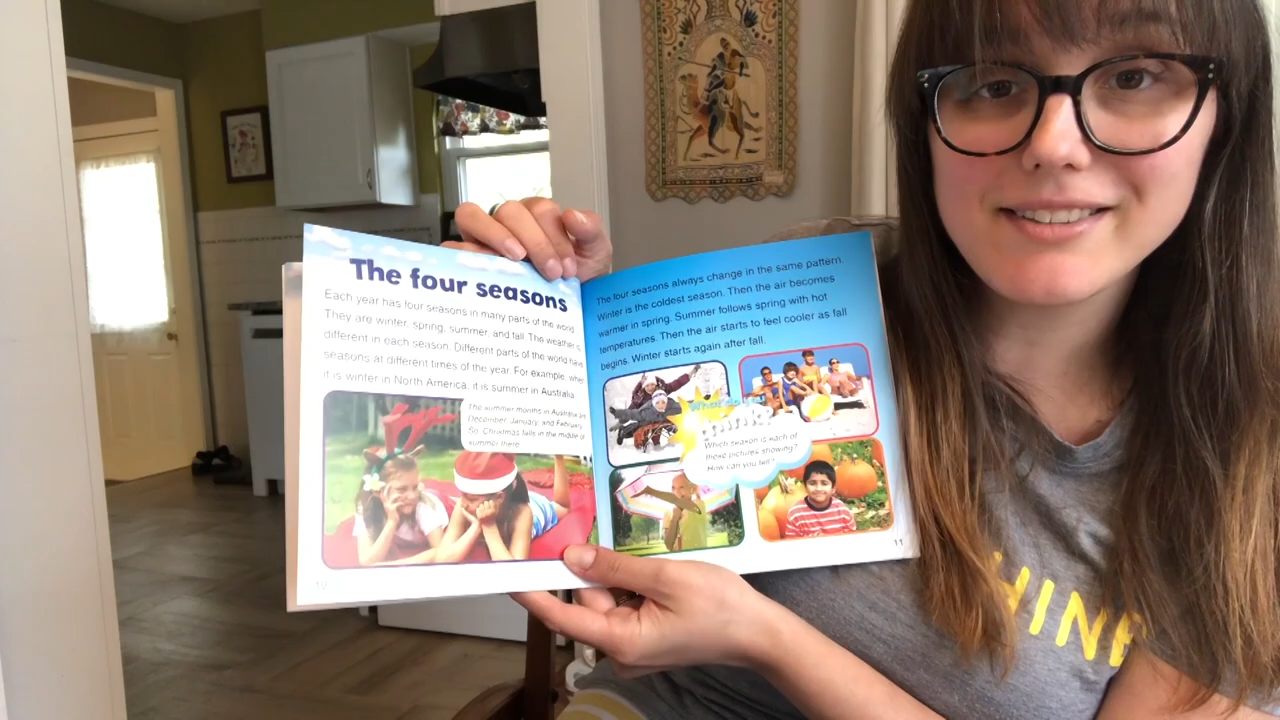 The four seasons
Each year has four seasons in many parts of the world.
They are winter, spring, summer, and fall. The weather is
different in each season. Different parts of the world have
seasons at different times of the year. For example, when
it is winter in North America, it is summer in Australia.
The summer months in Australia are
December, January, and February.
So, Christmas falls in the middle of
summer there.
10
The four seasons always change in the same pattern.
Winter is the coldest season. Then the air becomes
warmer in spring. Summer follows spring with hot
temperatures. Then the air starts to feel cooler as fall
begins. Winter starts again after fall.
What do you
Which season is each of
these pictures showing?
How can you tell?
11
HINE